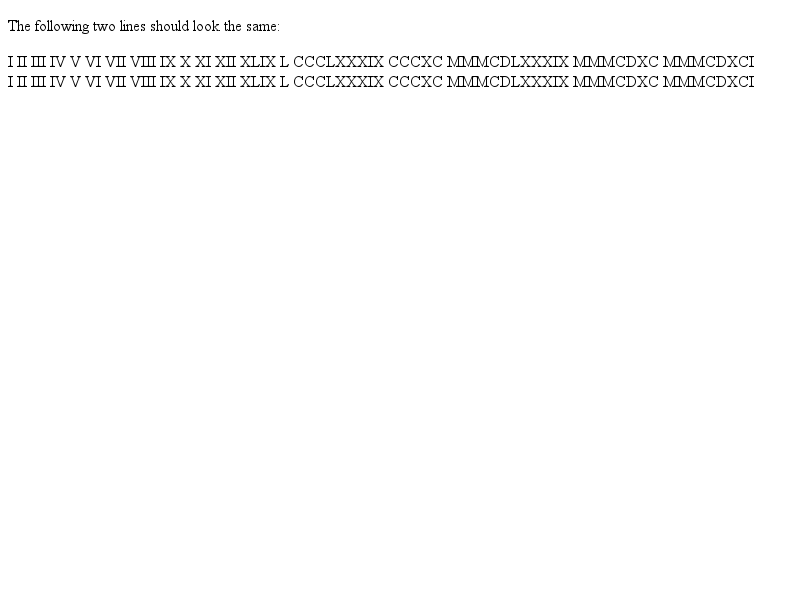 The following two lines should look the same:
I II III IV V VI VII VIII IX X XI XII XLIX L CCCLXXXIX CCCXC MMMCDLXXXIX MMMCDXC MMMCDXCI
I II III IV V VI VII VIII IX X XI XII XLIX L CCCLXXXIX CCCXC MMMCDLXXXIX MMMCDXC MMMCDXCI